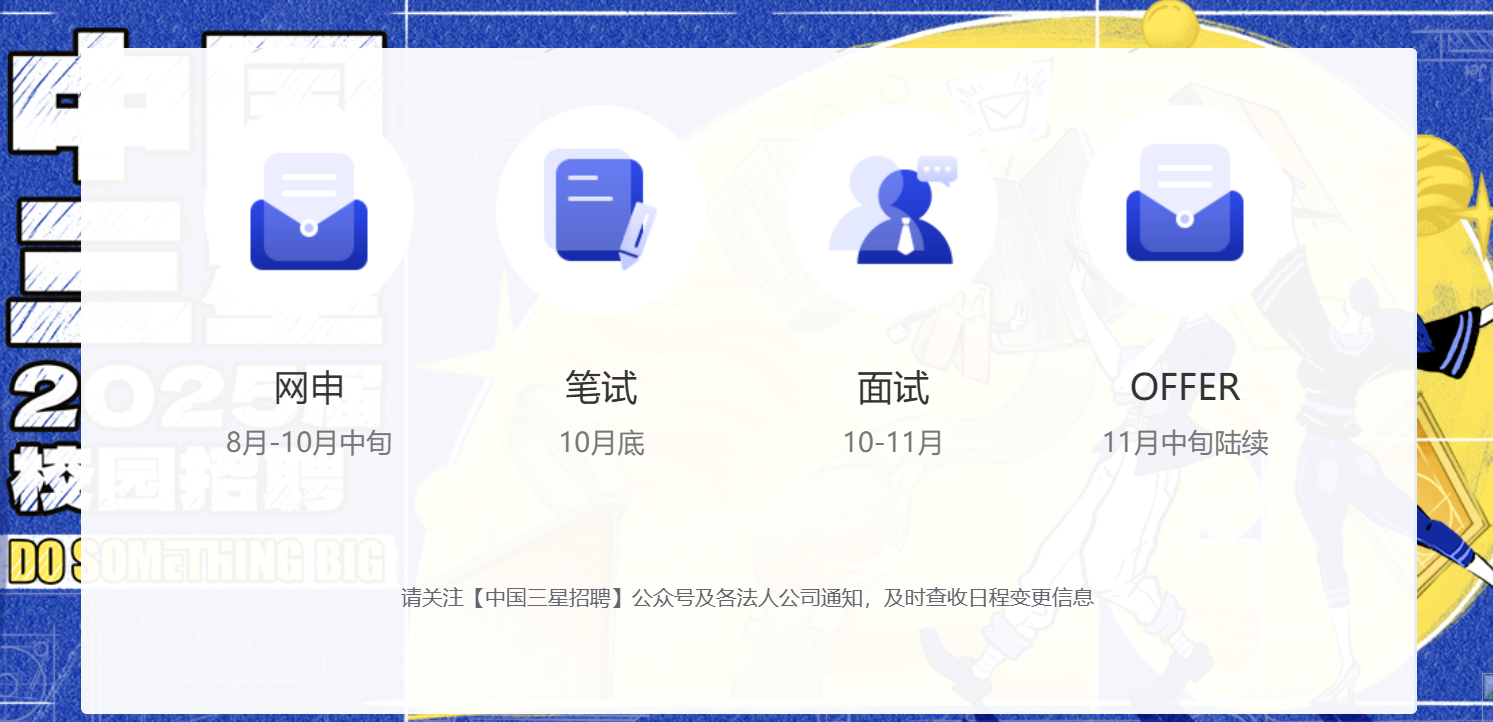 中国
三星
2025届
校园招聘
DO SOMETHING BIG
网申
8月-10月中旬
笔试
10月底
面试
10-11月
OFFER
11月中旬陆续
请关注【中国三星招聘】公众号及各法人公司通知，及时查收日程变更信息